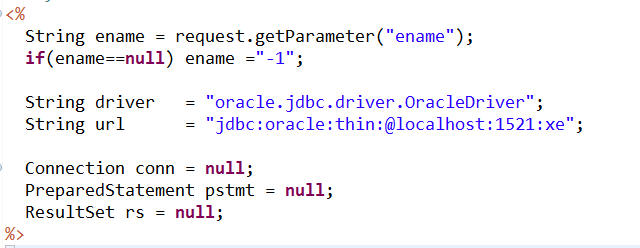 <%
String ename = request.getParameter("ename");
if(ename==null) ename ="-1";
String driver   = "oracle.jdbc.driver.OracleDriver";
String url      = "jdbc:oracle:thin:@localhost:1521:xe";
Connection conn = null;
PreparedStatement pstmt = null;
ResultSet rs = null;
%>